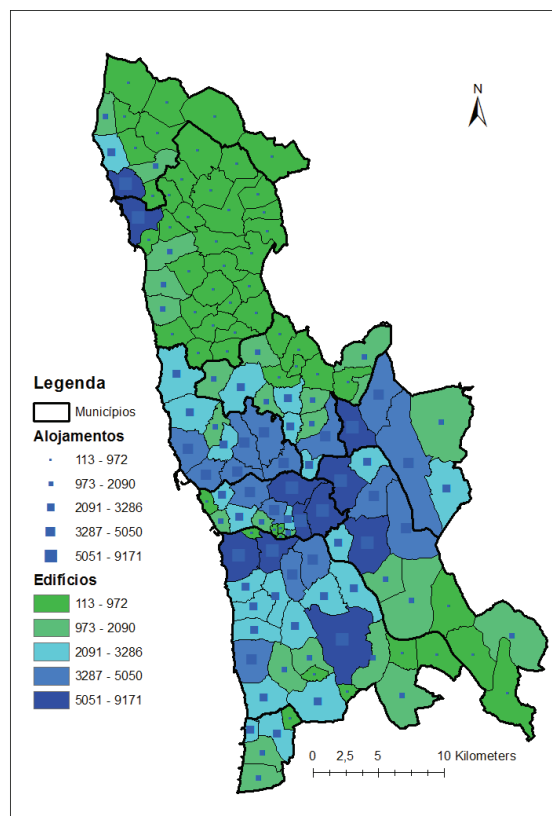 N
Legenda
Municípios
Alojamentos
113 - 972
973 - 2090
2091 - 3286
3287 - 5050
5051 - 9171
Edifícios
113 - 972
973 - 2090
2091 - 3286
3287 - 5050
5051 - 9171
0 2,5 5 10 Kilometers